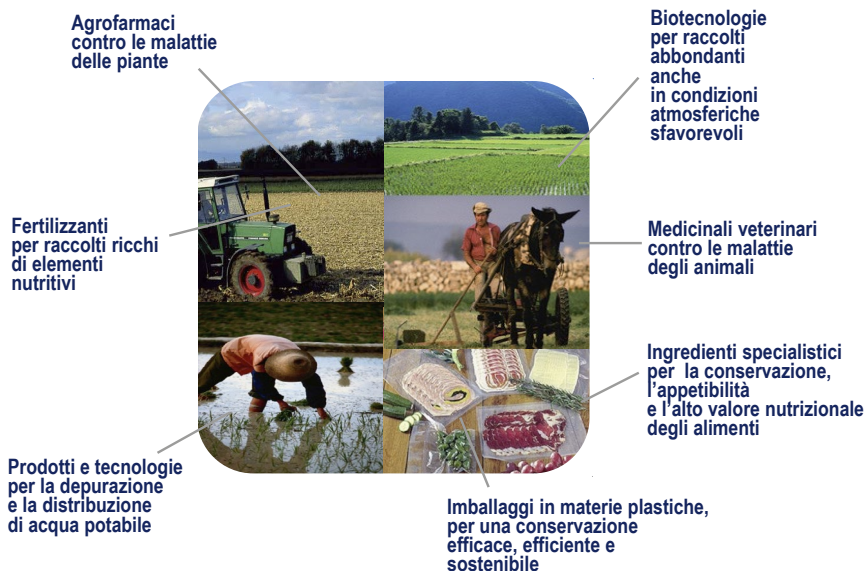 Agrofarmaci
contro le malattie
delle piante
Biotecnologie
per raccolti
abbondanti
anche
in condizioni
atmosferiche
sfavorevoli
Fertilizzanti
per raccolti ricchi
di elementi
nutritivi
Medicinali veterinari
contro le malattie
degli animali
Ingredienti specialistici
per la conservazione,
l'appetibilità
e l'alto valore nutrizionale
degli alimenti
Prodotti e tecnologie
per la depurazione
e la distribuzione
di acqua potabile
Imballaggi in materie plastiche,
per una conservazione
efficace, efficiente e
sostenibile